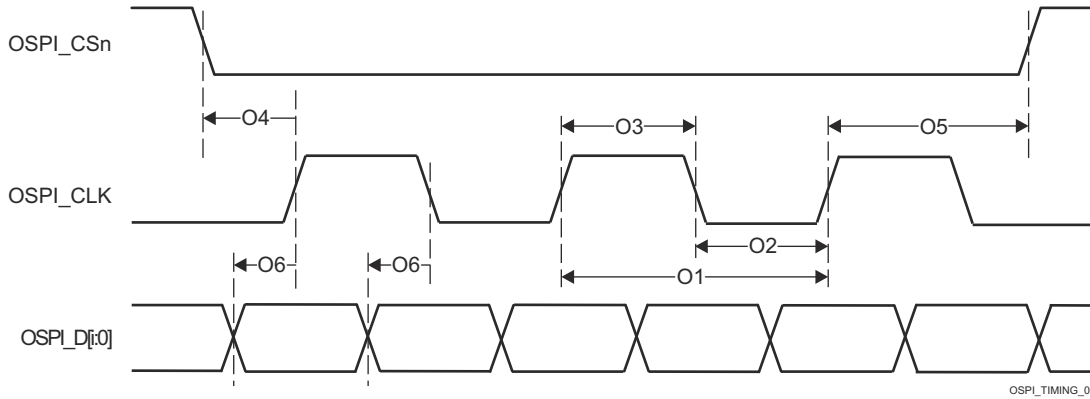 OSPI_CSn
O4
O3
O5
OSPI_CLK
O2
O6
O6
O1
OSPI_D[i:0]
OSPI_TIMING_0